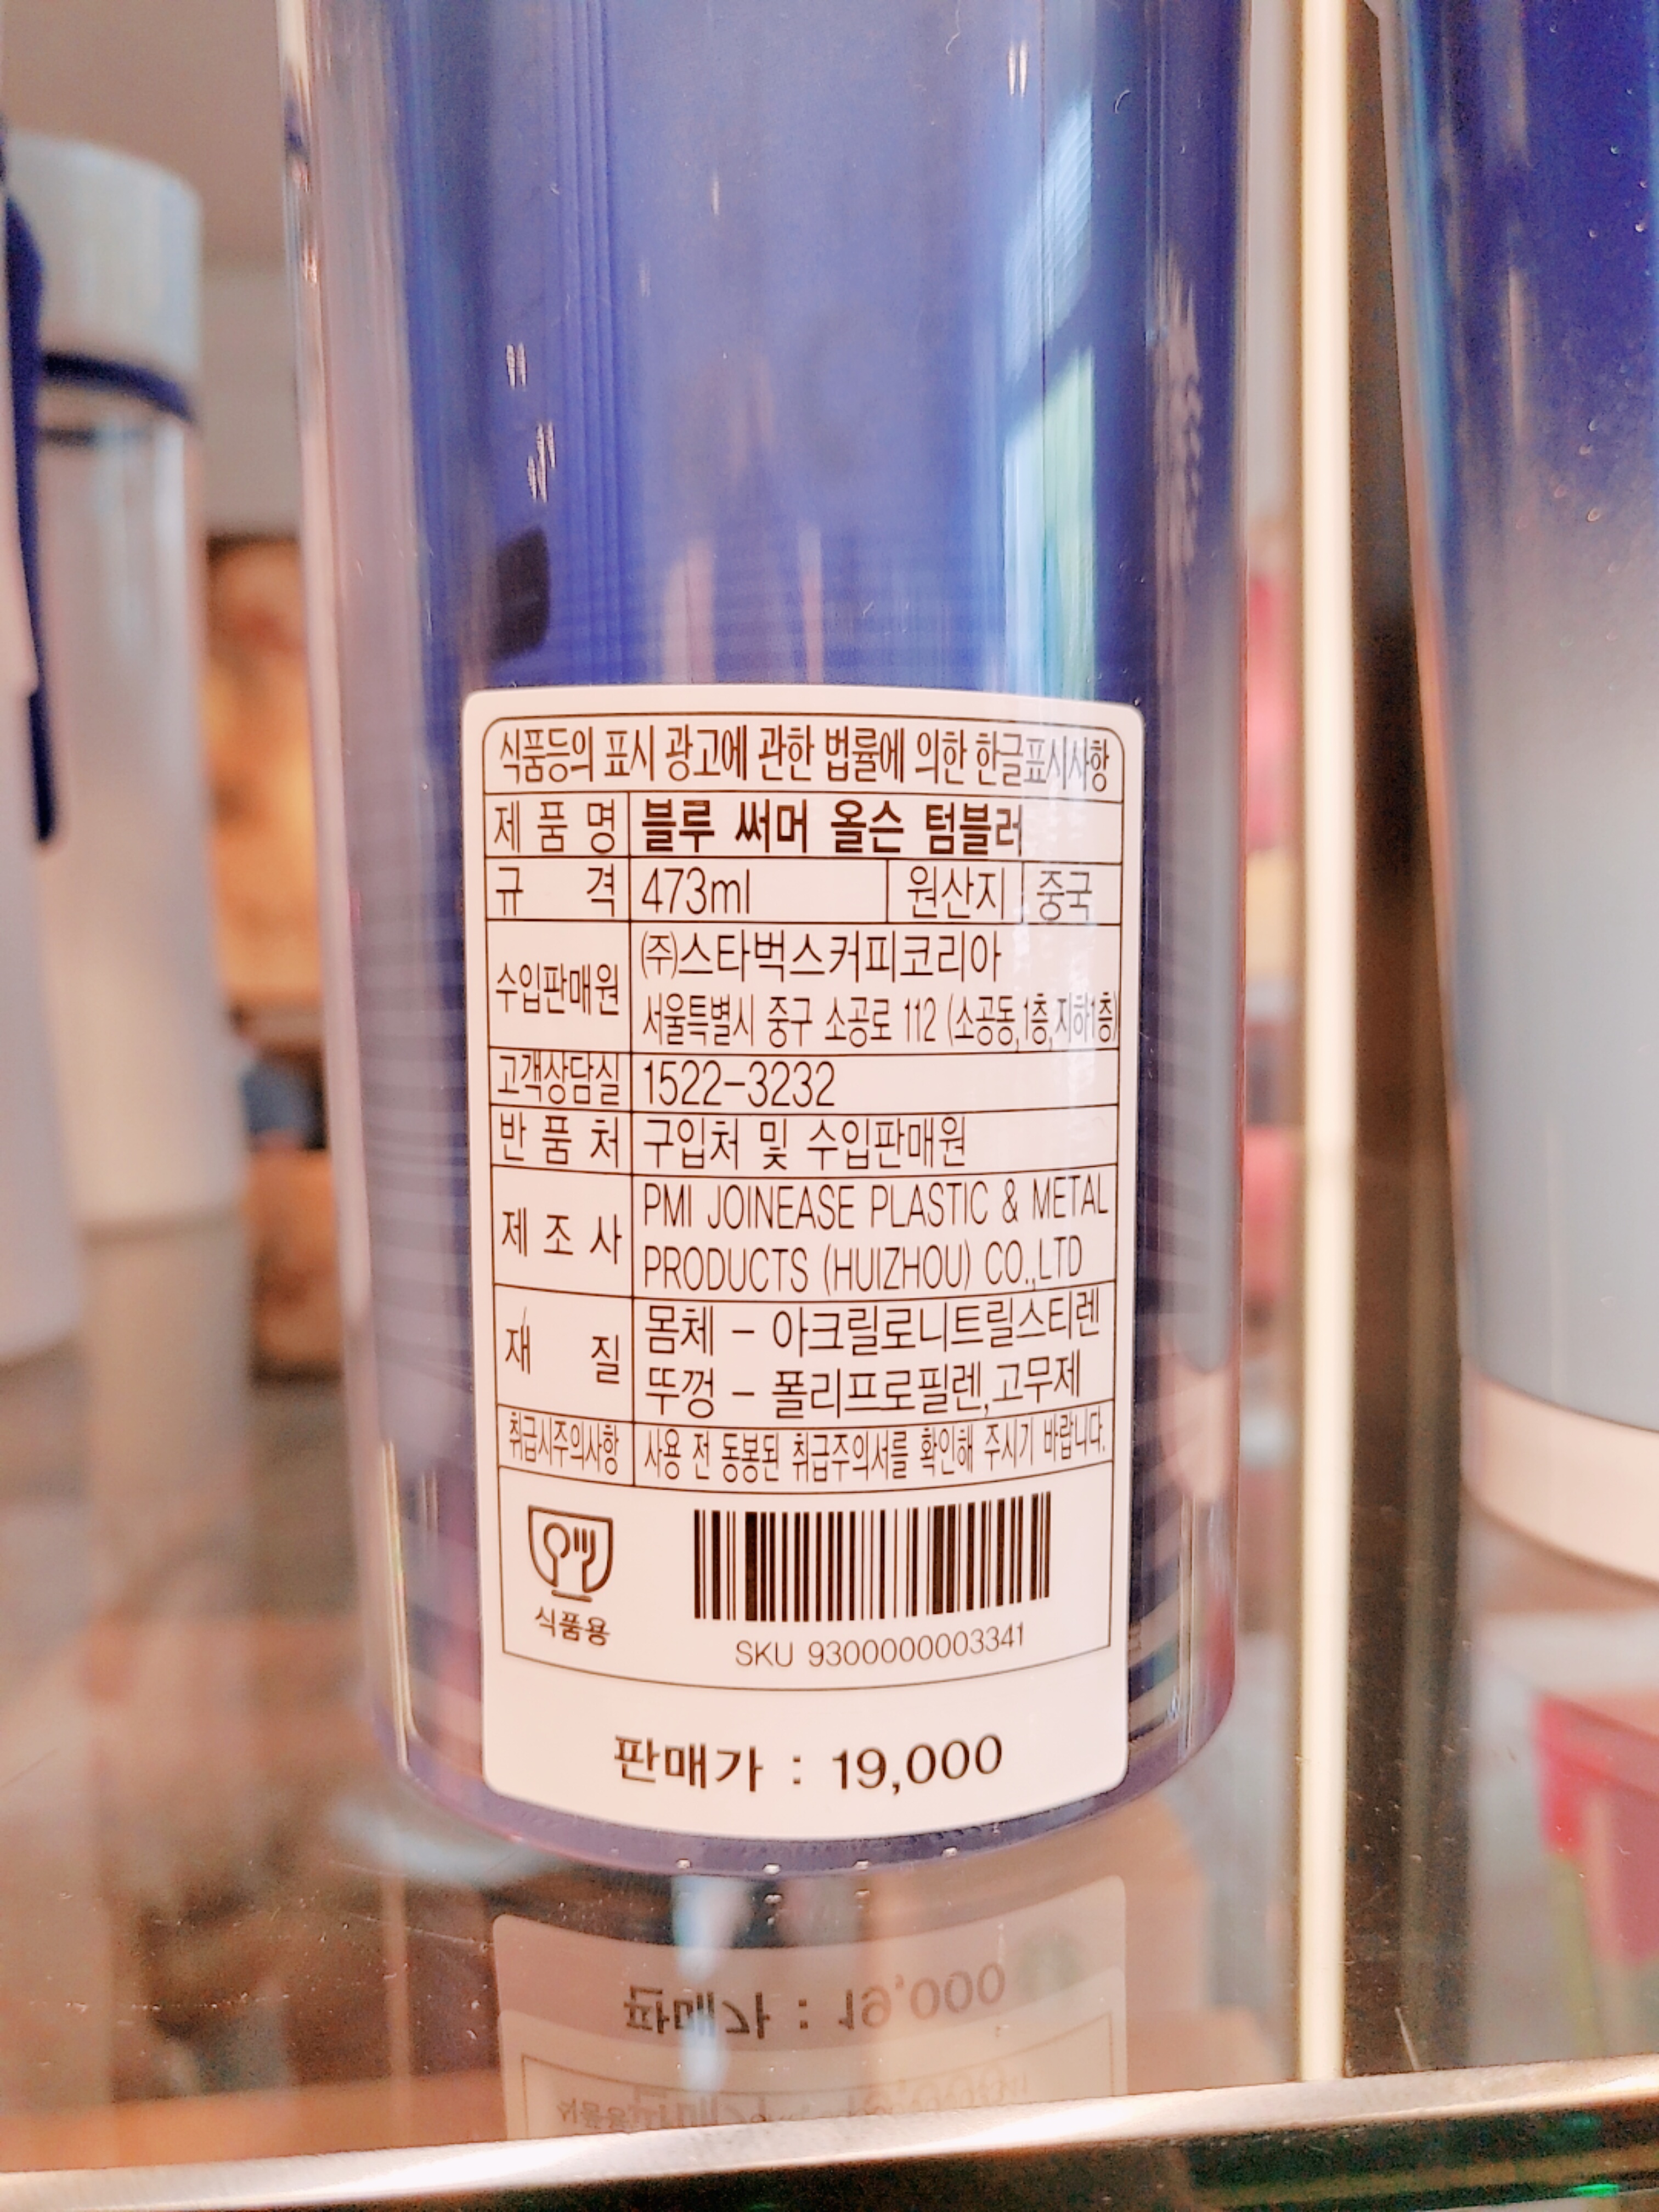 식품등의 표시 광고에 관한 법률에 의한 한글표시사항
제품명 블루 써머 올슨 텀블러
규격 473ml 원산지 중국
수입판매원 (주)스타벅스커피코리아
서울특별시 중구 소공로 112 (소공동,1층,지하1층)
고객상담실 1522-3232
반품처 구입처 및 수입판매원
제조사 PMI JOINEASE PLASTIC & METAL
PRODUCTS (HUIZHOU) CO.,LTD
재질 몸체 - 아크릴로니트릴스티렌
뚜껑 - 폴리프로필렌,고무제
취급시주의사항 사용 전 동봉된 취급주의서를 확인해 주시기 바랍니다.
식품용
SKU 9300000003341
판매가 : 19,000